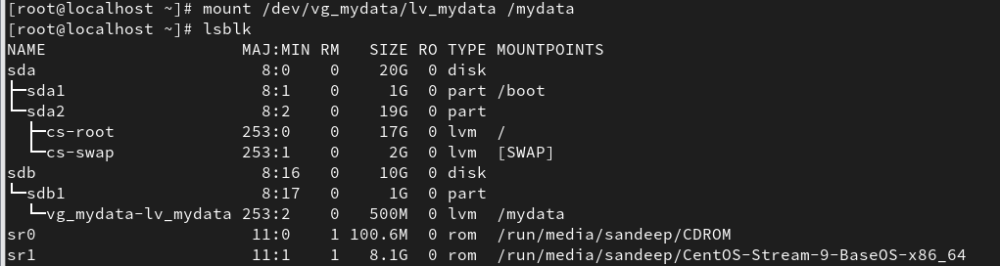 [root@localhost ~]# mount /dev/vg_mydata/lv_mydata /mydata
[root@localhost ~]# lsblk
NAME                    MAJ:MIN RM   SIZE RO TYPE MOUNTPOINTS
sda                       8:0    0    20G  0 disk
├─sda1                    8:1    0     1G  0 part /boot
└─sda2                    8:2    0    19G  0 part
  ├─cs-root             253:0    0    17G  0 lvm  /
  └─cs-swap             253:1    0     2G  0 lvm  [SWAP]
sdb                       8:16   0    10G  0 disk
└─sdb1                    8:17   0     1G  0 part
  └─vg_mydata-lv_mydata 253:2    0   500M  0 lvm  /mydata
sr0                      11:0    1 100.6M  0 rom  /run/media/sandeep/CDROM
sr1                      11:1    1   8.1G  0 rom  /run/media/sandeep/CentOS-Stream-9-BaseOS-x86_64